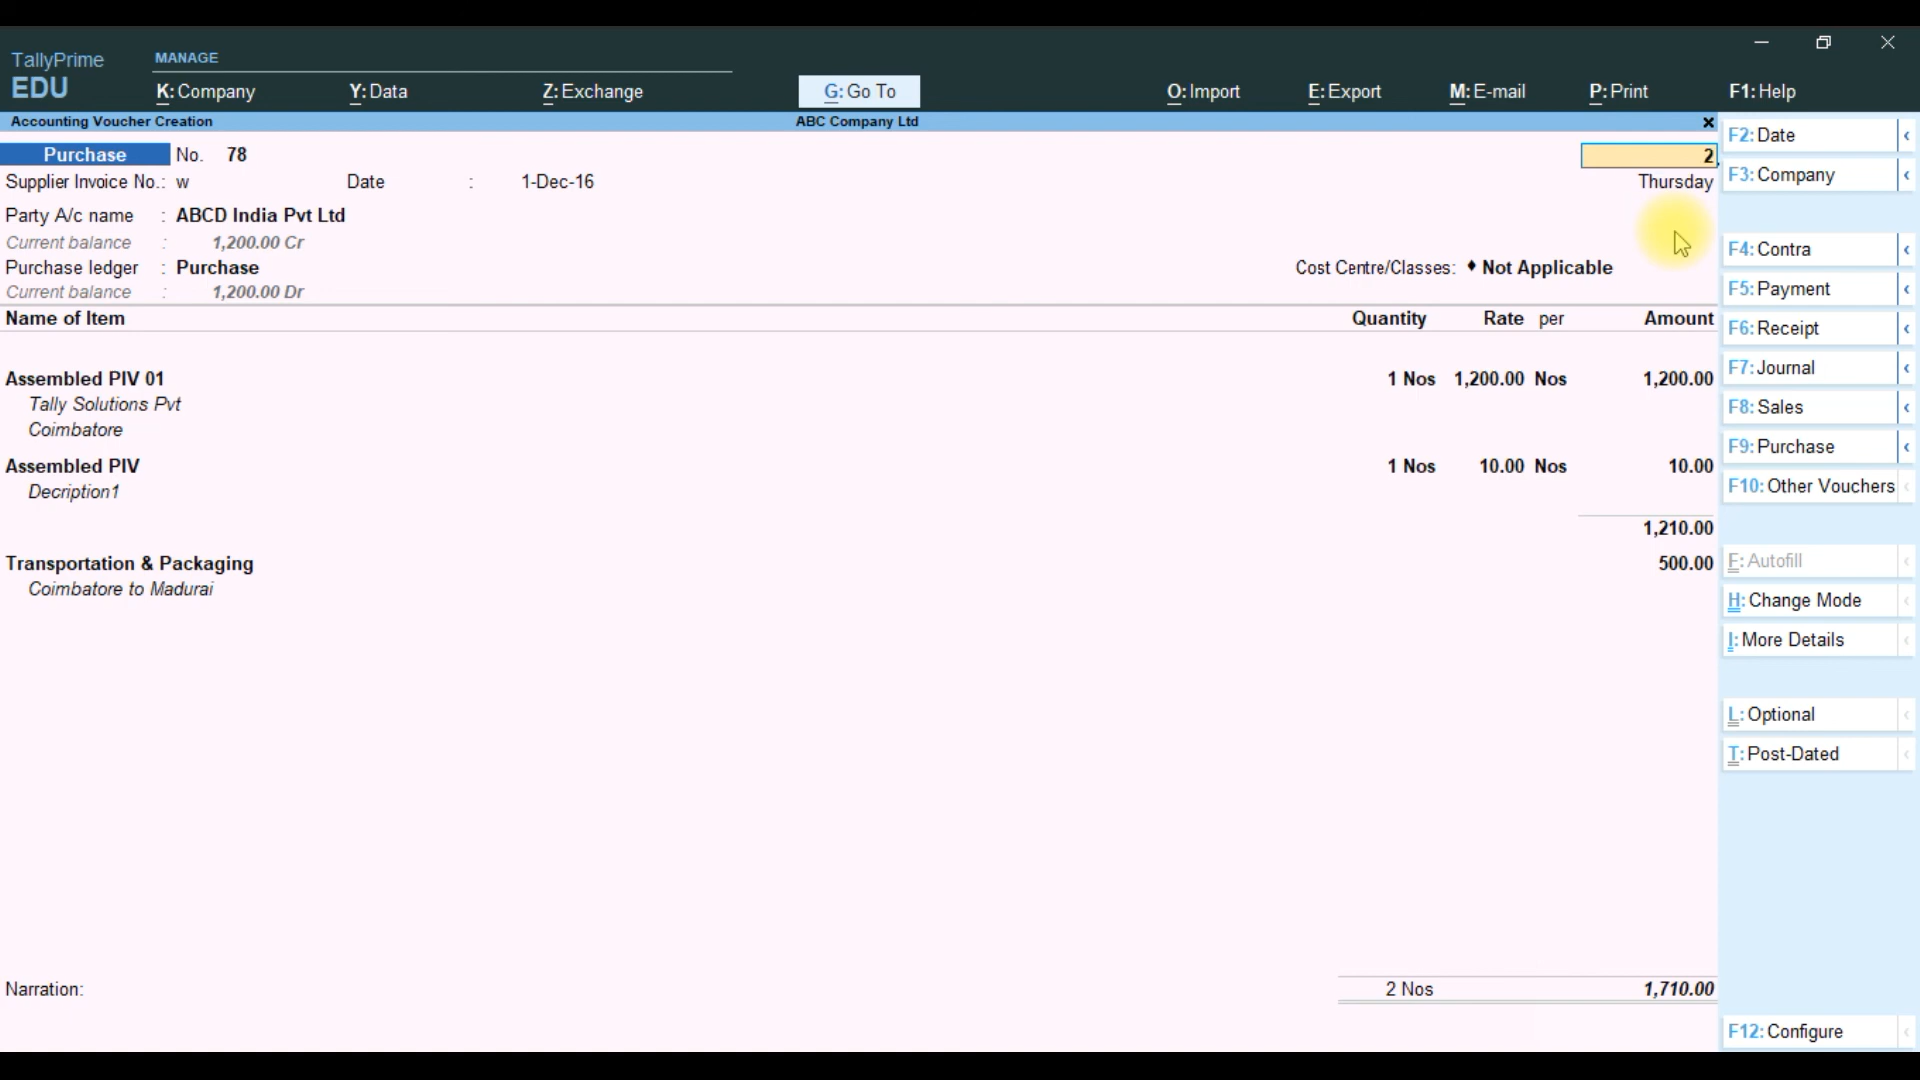 TallyPrime
EDU
MANAGE
K: Company Y: Data Z: Exchange G: Go To O: Import E: Export M: E-mail P: Print F1: Help
Accounting Voucher Creation ABC Company Ltd
Purchase No. 78 2
Supplier Invoice No.: w Date : 1-Dec-16 Thursday
Party A/c name : ABCD India Pvt Ltd
Current balance : 1,200.00 Cr
Purchase ledger : Purchase Cost Centre/Classes: ♦ Not Applicable
Current balance : 1,200.00 Dr
Name of Item Quantity Rate per Amount
Assembled PIV 01 1 Nos 1,200.00 Nos 1,200.00
Tally Solutions Pvt
Coimbatore
Assembled PIV 1 Nos 10.00 Nos 10.00
Decription1
1,210.00
Transportation & Packaging 500.00
Coimbatore to Madurai
Narration: 2 Nos 1,710.00
F2: Date
F3: Company
F4: Contra
F5: Payment
F6: Receipt
F7: Journal
F8: Sales
F9: Purchase
F10: Other Vouchers
F: Autofill
H: Change Mode
I: More Details
L: Optional
T: Post-Dated
F12: Configure